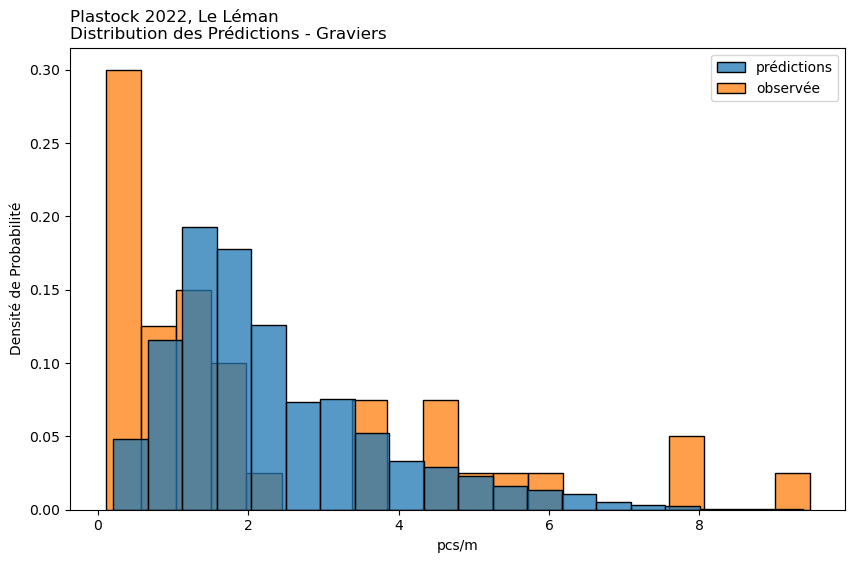 Plastock 2022, Le Léman
Distribution des Prédictions - Graviers
prédictions
observée
Densité de Probabilité
0.30
0.25
0.20
0.15
0.10
0.05
0.00
0 2 4 6 8
pcs/m